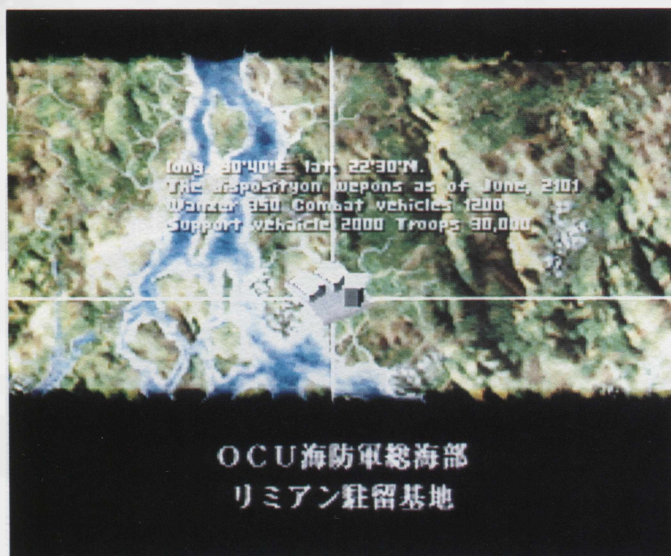 long. 90'40"E. lat. 22'30"N.
The disposityon wepons as of June, 2101
Wanzer 350 Combat vehicles 1200
Support vehaicle 2000 Troops 30,000
OCU海防軍総海部
リミアン駐留基地